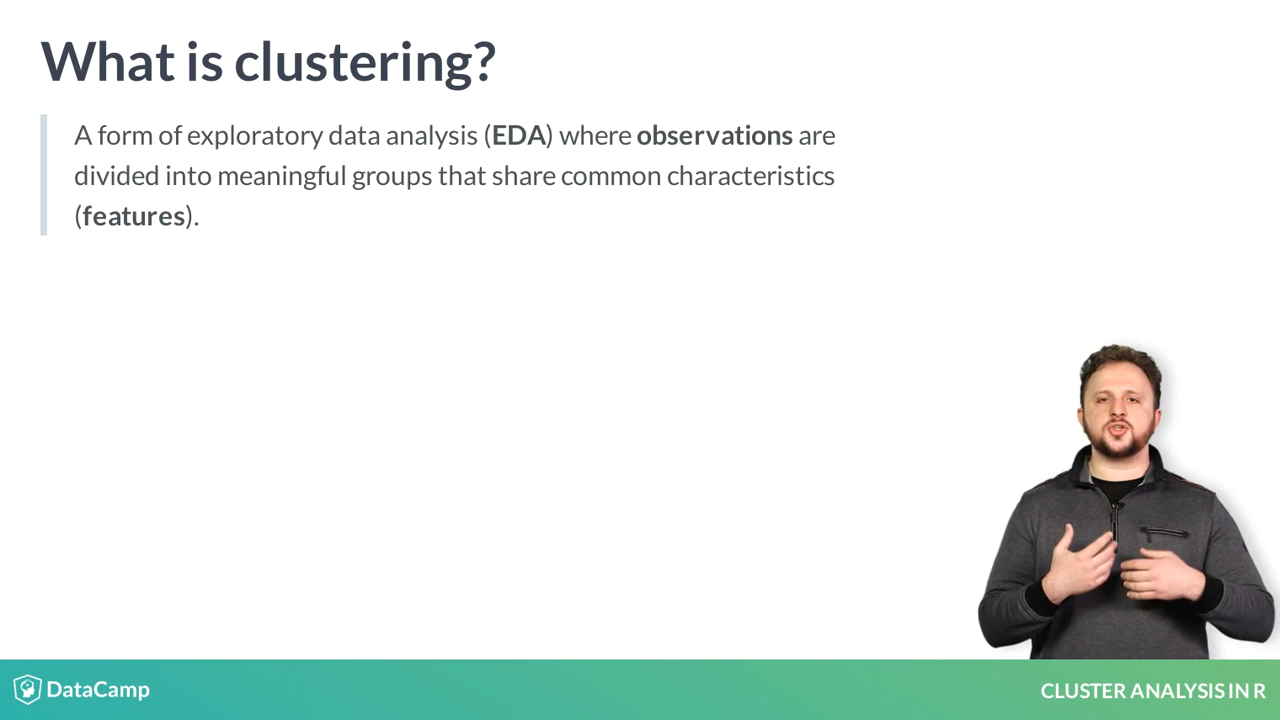 What is clustering?
A form of exploratory data analysis (EDA) where observations are
divided into meaningful groups that share common characteristics
(features).
DataCamp
CLUSTER ANALYSIS IN R